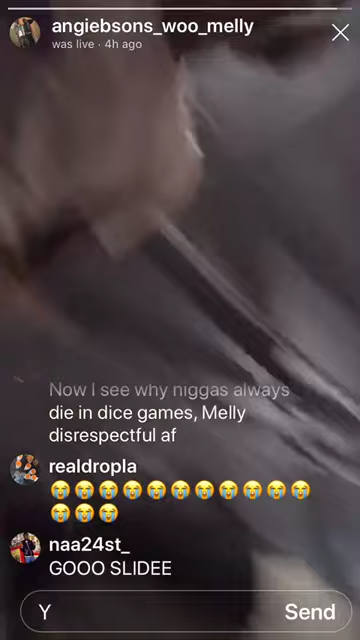 angiebsons_woo_melly
was live · 4h ago
Now I see why niggas always
die in dice games, Melly
disrespectful af
realdropla
😭😭😭😭😭😭😭😭😭😭😭
😭😭😭
naa24st_
GOOO SLIDEE
Y
Send